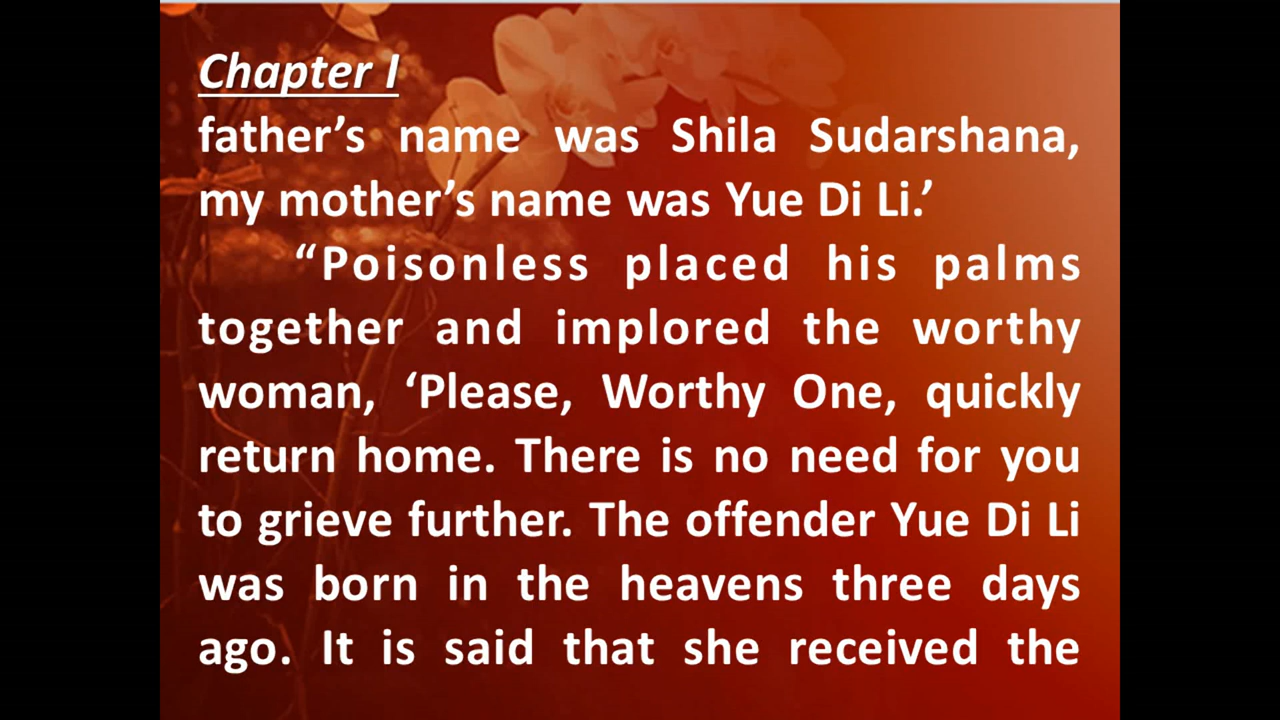 Chapter I
father’s name was Shila Sudarshana,
my mother’s name was Yue Di Li.’
“Poisonless placed his palms
together and implored the worthy
woman, ‘Please, Worthy One, quickly
return home. There is no need for you
to grieve further. The offender Yue Di Li
was born in the heavens three days
ago. It is said that she received the